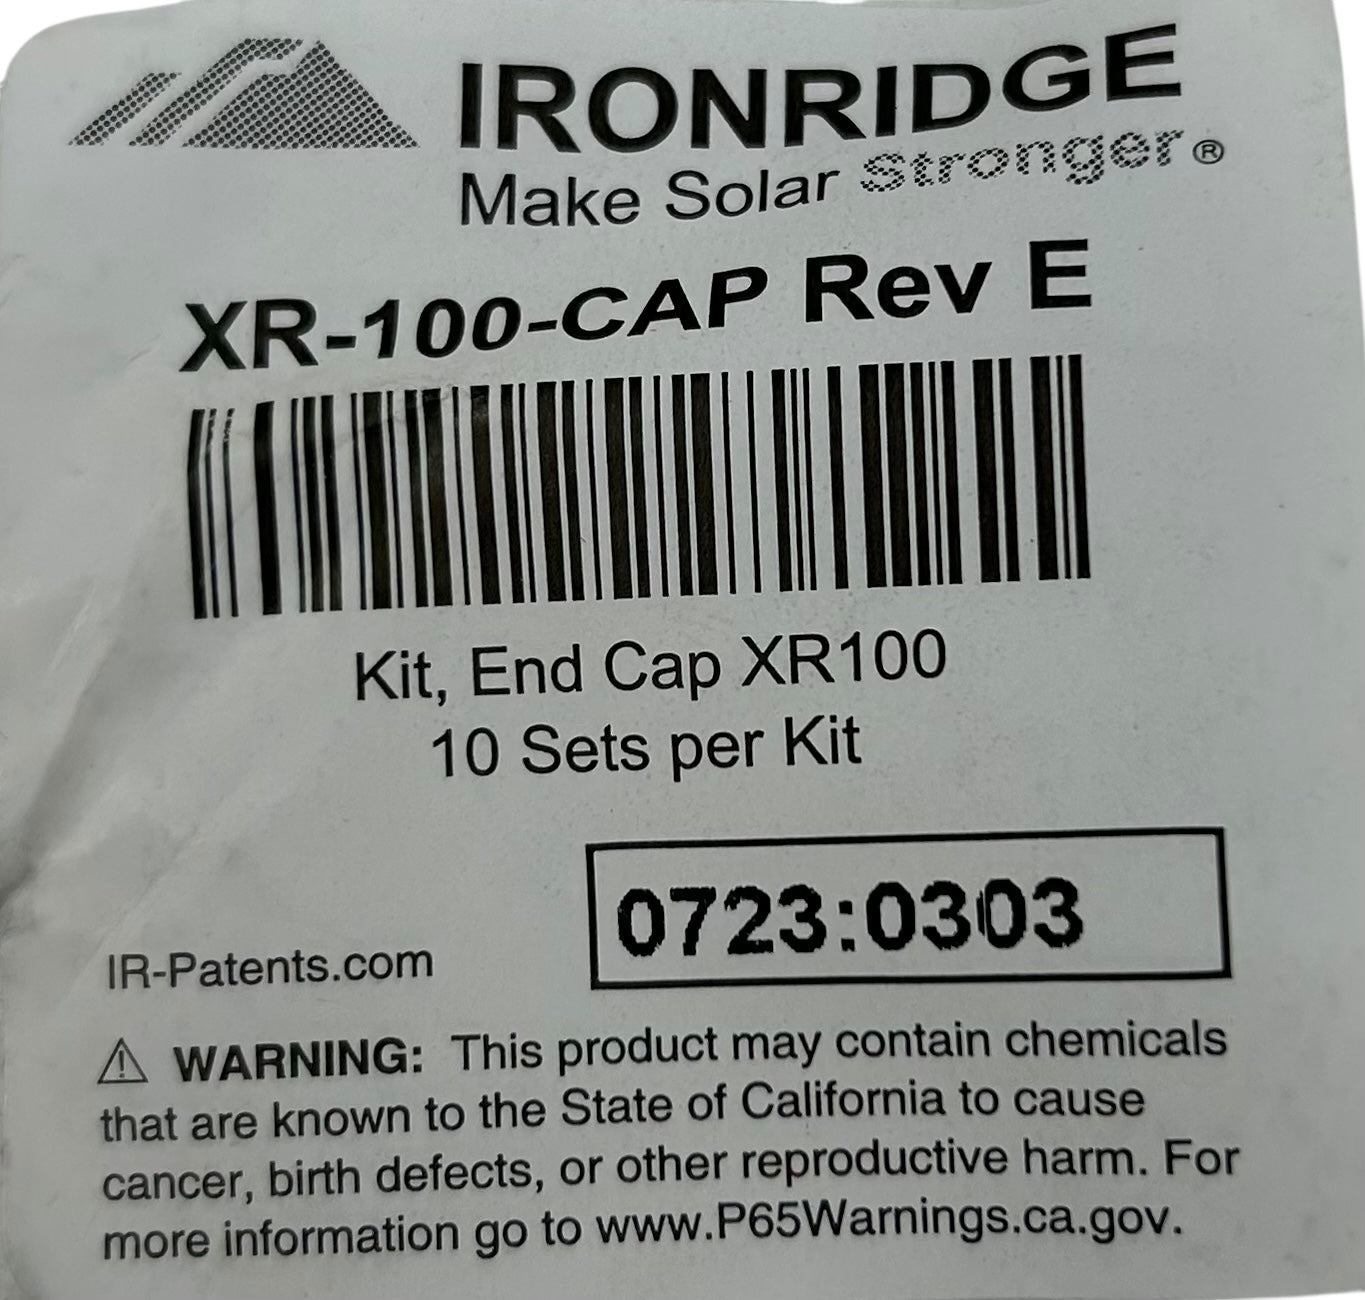 IRONRIDGE
Make Solar Stronger®
XR-100-CAP Rev E
Kit, End Cap XR100
10 Sets per Kit
0723:0303
IR-Patents.com
⚠ WARNING: This product may contain chemicals
that are known to the State of California to cause
cancer, birth defects, or other reproductive harm. For
more information go to www.P65Warnings.ca.gov.